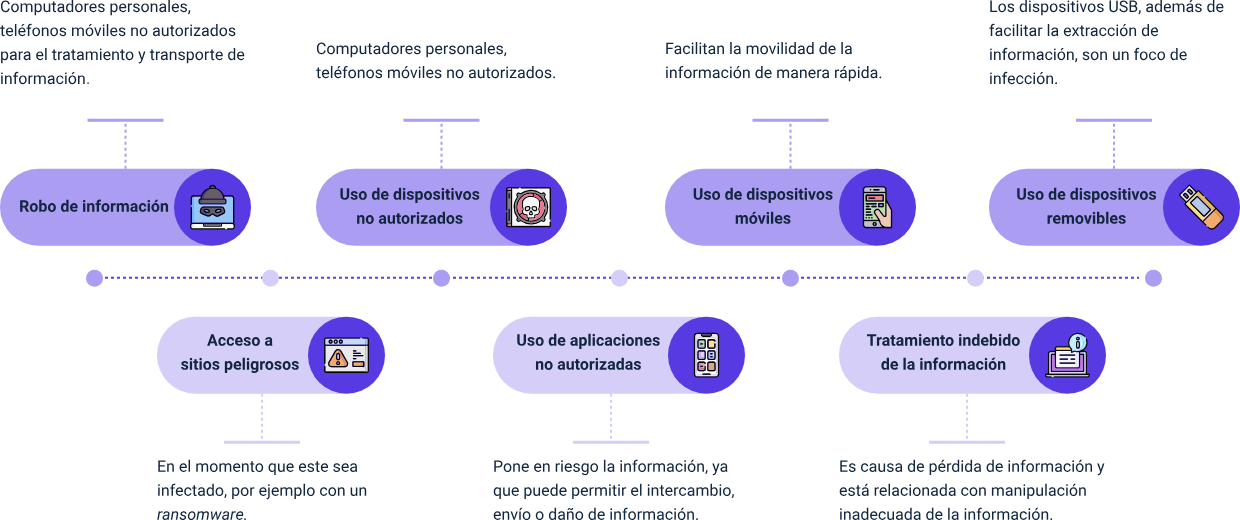 Computadores personales,
teléfonos móviles no autorizados
para el tratamiento y transporte de
información.
Robo de información
Acceso a
sitios peligrosos
En el momento que este sea
infectado, por ejemplo con un
ransomware.
Computadores personales,
teléfonos móviles no autorizados.
Uso de dispositivos
no autorizados
Uso de aplicaciones
no autorizadas
Pone en riesgo la información, ya
que puede permitir el intercambio,
envío o daño de información.
Facilitan la movilidad de la
información de manera rápida.
Uso de dispositivos
móviles
Tratamiento indebido
de la información
Es causa de pérdida de información y
está relacionada con manipulación
inadecuada de la información.
Los dispositivos USB, además de
facilitar la extracción de
información, son un foco de
infección.
Uso de dispositivos
removibles